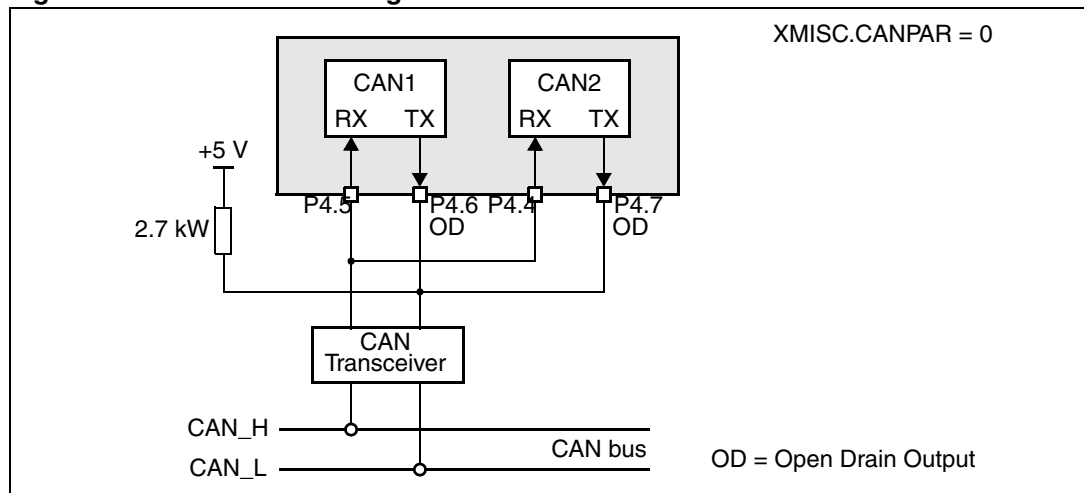 XMISC.CANPAR = 0
CAN1
CAN2
RX TX
RX TX
+5 V
P4.5
P4.6
OD
P4.4
P4.7
OD
2.7 kW
CAN
Transceiver
CAN_H
CAN bus
CAN_L
OD = Open Drain Output